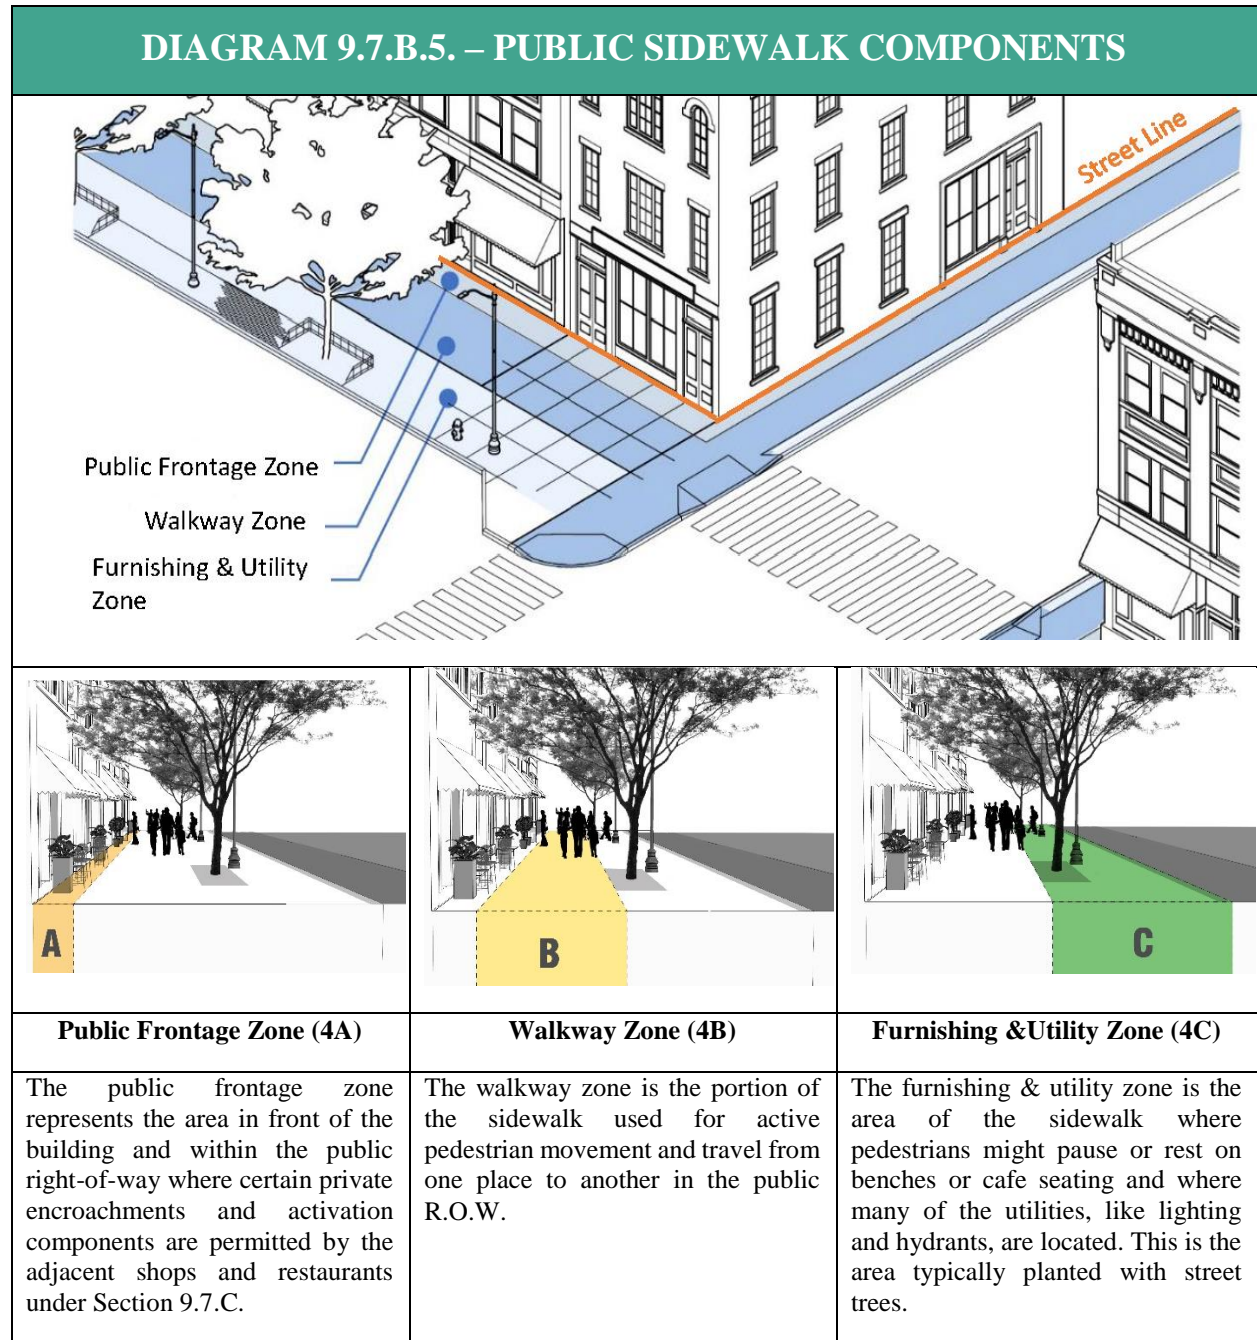 DIAGRAM 9.7.B.5. – PUBLIC SIDEWALK COMPONENTS
Street Line
Public Frontage Zone
Walkway Zone
Furnishing & Utility
Zone
A
B
C
Public Frontage Zone (4A)
Walkway Zone (4B)
Furnishing &Utility Zone (4C)
The public frontage zone
represents the area in front of the
building and within the public
right-of-way where certain private
encroachments and activation
components are permitted by the
adjacent shops and restaurants
under Section 9.7.C.
The walkway zone is the portion of
the sidewalk used for active
pedestrian movement and travel from
one place to another in the public
R.O.W.
The furnishing & utility zone is the
area of the sidewalk where
pedestrians might pause or rest on
benches or cafe seating and where
many of the utilities, like lighting
and hydrants, are located. This is the
area typically planted with street
trees.